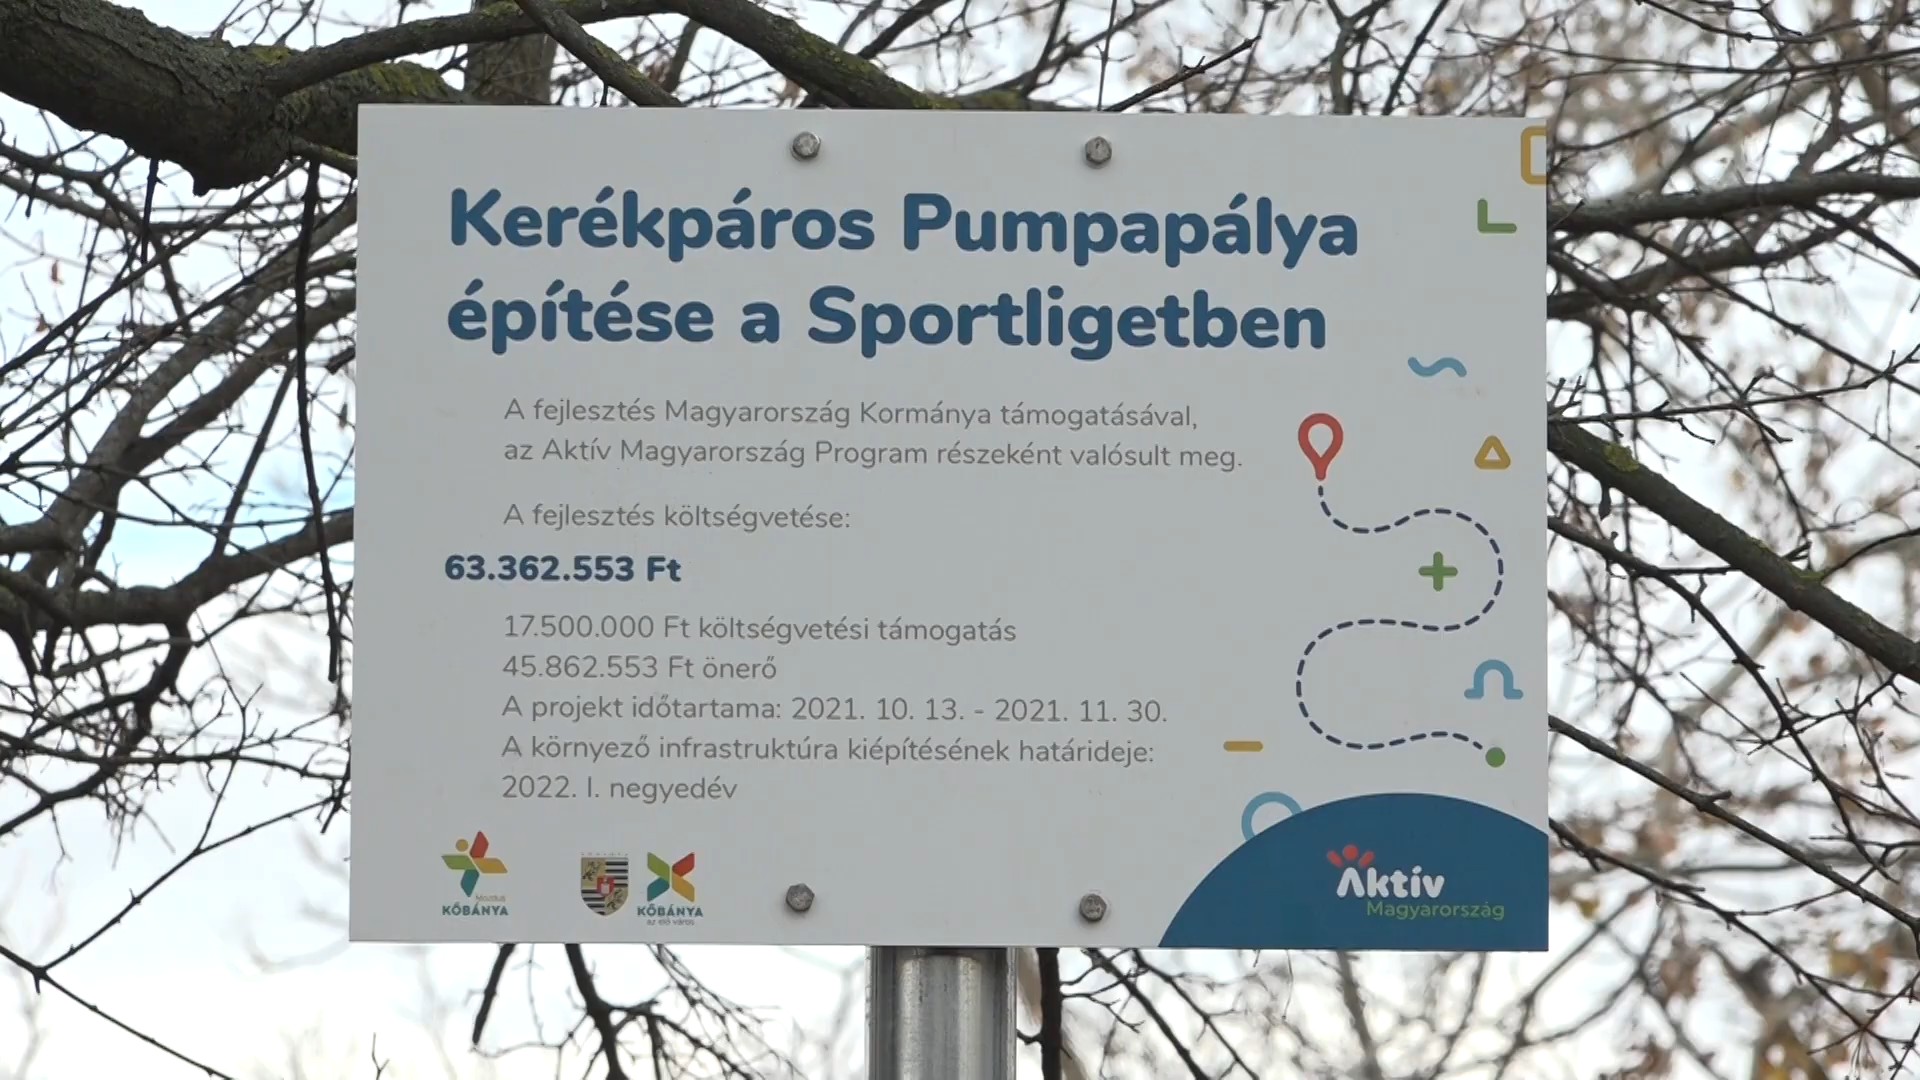 Kerékpáros Pumpapálya
építése a Sportligetben
A fejlesztés Magyarország Kormánya támogatásával,
az Aktív Magyarország Program részeként valósult meg.
A fejlesztés költségvetése:
63.362.553 Ft
17.500.000 Ft költségvetési támogatás
45.862.553 Ft önerő
A projekt időtartama: 2021. 10. 13. - 2021. 11. 30.
A környező infrastruktúra kiépítésének határideje:
2022. I. negyedév
KŐBÁNYA
KŐBÁNYA
az élő város
Aktív
Magyarország